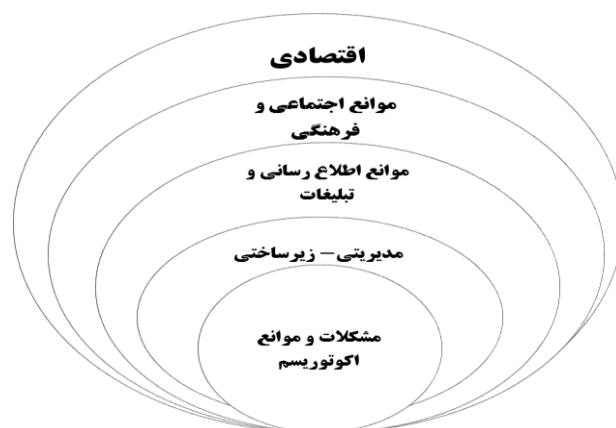 اقتصادی
موانع اجتماعی و
فرهنگی
موانع اطلاع رسانی و
تبلیغات
مدیریتی– زیرساختی
مشکلات و موانع
اکوتوریسم